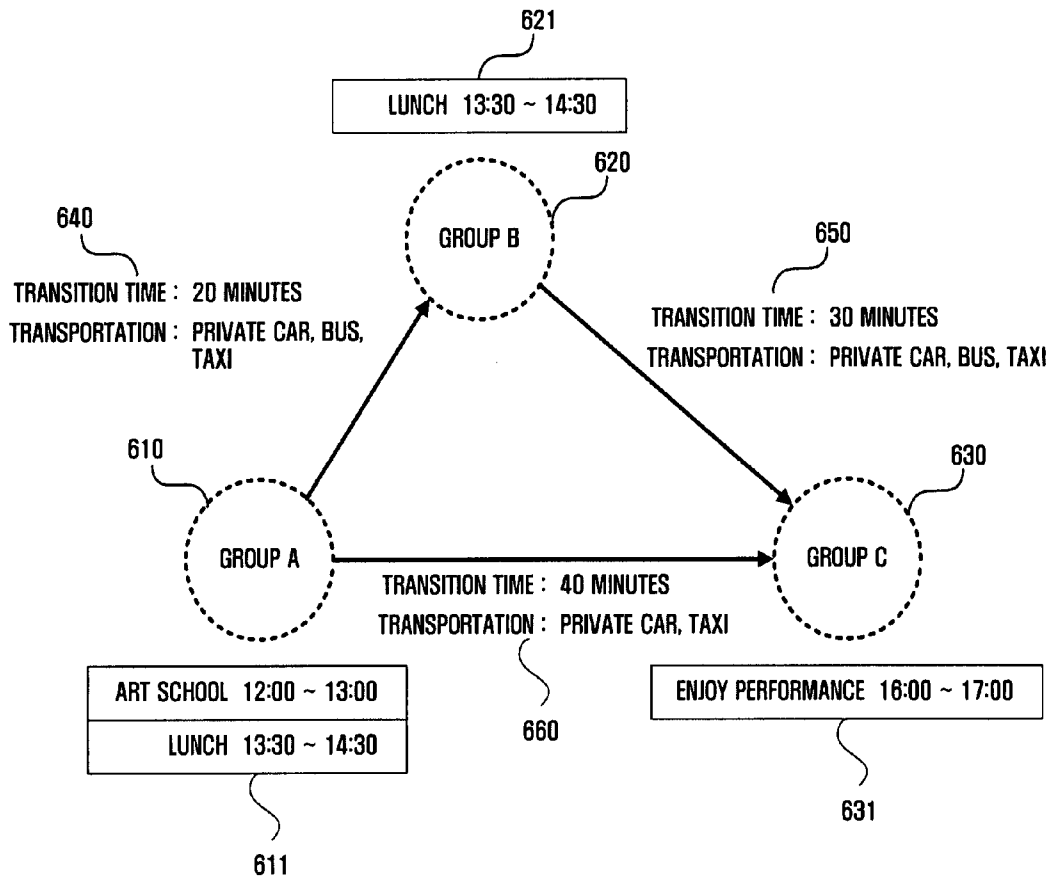 621
LUNCH 13:30 ~ 14:30
620
GROUP B
640
TRANSITION TIME : 20 MINUTES
TRANSPORTATION : PRIVATE CAR, BUS,
TAXI
650
TRANSITION TIME : 30 MINUTES
TRANSPORTATION : PRIVATE CAR, BUS, TAXI
610
GROUP A
630
GROUP C
TRANSITION TIME : 40 MINUTES
TRANSPORTATION : PRIVATE CAR, TAXI
660
ART SCHOOL 12:00 ~ 13:00
LUNCH 13:30 ~ 14:30
611
ENJOY PERFORMANCE 16:00 ~ 17:00
631